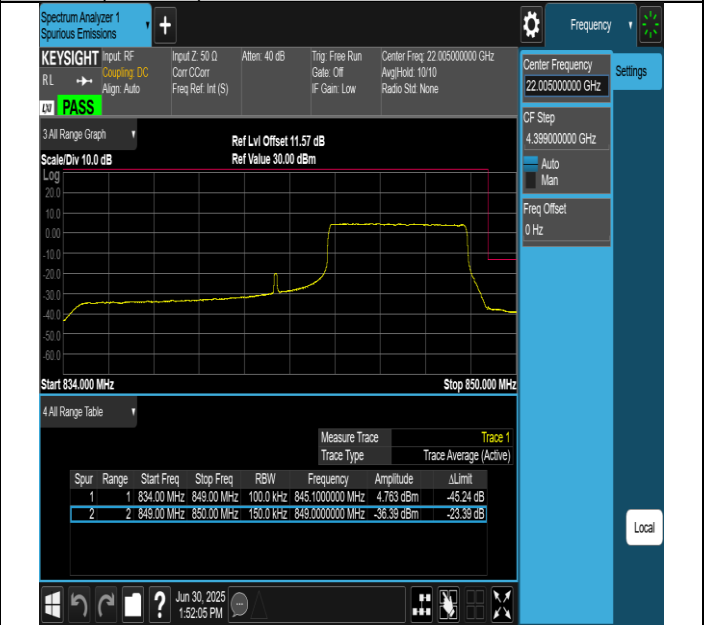 Spectrum Analyzer 1
Spurious Emissions
+
Frequency
KEYSIGHT
RL
LXI
PASS
Input: RF
Coupling: DC
Align: Auto
Input Z: 50 Ω
Corr CCorr
Freq Ref: Int (S)
Atten: 40 dB
Trig: Free Run
Gate: Off
IF Gain: Low
Center Freq: 22.005000000 GHz
Avg|Hold: 10/10
Radio Std: None
Center Frequency
22.005000000 GHz
Settings
CF Step
4.399000000 GHz
Auto
Man
Freq Offset
0 Hz
3 All Range Graph
Scale/Div 10.0 dB
Ref Lvl Offset 11.57 dB
Ref Value 30.00 dBm
Log
20.0
10.0
0.00
-10.0
-20.0
-30.0
-40.0
-50.0
-60.0
Start 834.000 MHz
Stop 850.000 MHz
4 All Range Table
Measure Trace Trace 1
Trace Type Trace Average (Active)
Spur Range Start Freq Stop Freq RBW Frequency Amplitude ΔLimit
1 1 834.00 MHz 849.00 MHz 100.0 kHz 845.1000000 MHz 4.763 dBm -45.24 dB
2 2 849.00 MHz 850.00 MHz 150.0 kHz 849.0000000 MHz -36.39 dBm -23.39 dB
Local
?
Jun 30, 2025
1:52:05 PM